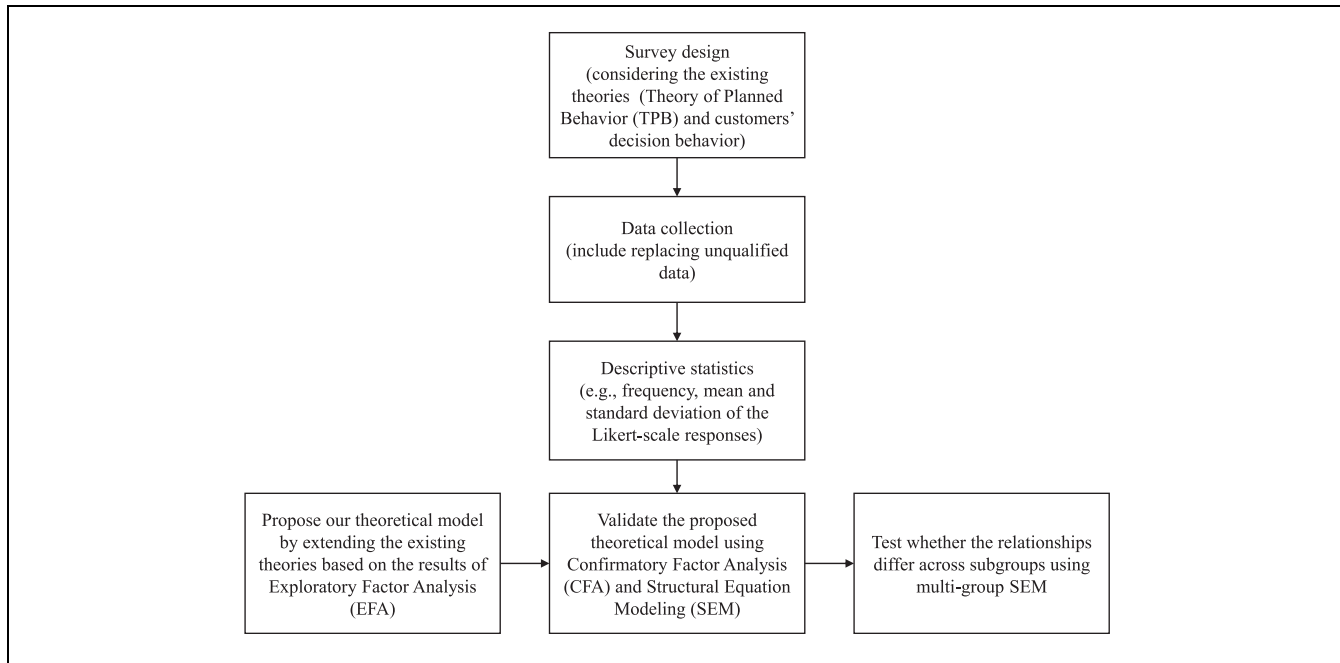 Survey design
(considering the existing
theories (Theory of Planned
Behavior (TPB) and customers’
decision behavior)
Data collection
(include replacing unqualified
data)
Descriptive statistics
(e.g., frequency, mean and
standard deviation of the
Likert-scale responses)
Propose our theoretical model
by extending the existing
theories based on the results of
Exploratory Factor Analysis
(EFA)
Validate the proposed
theoretical model using
Confirmatory Factor Analysis
(CFA) and Structural Equation
Modeling (SEM)
Test whether the relationships
differ across subgroups using
multi-group SEM